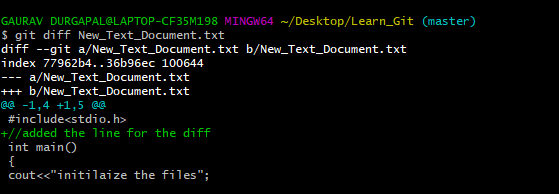 GAURAV DURGAPAL@LAPTOP-CF35M198 MINGW64 ~/Desktop/Learn_Git (master)
$ git diff New_Text_Document.txt
diff --git a/New_Text_Document.txt b/New_Text_Document.txt
index 77962b4..36b96ec 100644
--- a/New_Text_Document.txt
+++ b/New_Text_Document.txt
@@ -1,4 +1,5 @@
 #include<stdio.h>
+//added the line for the diff
 int main()
 {
 cout<<"initilaize the files";